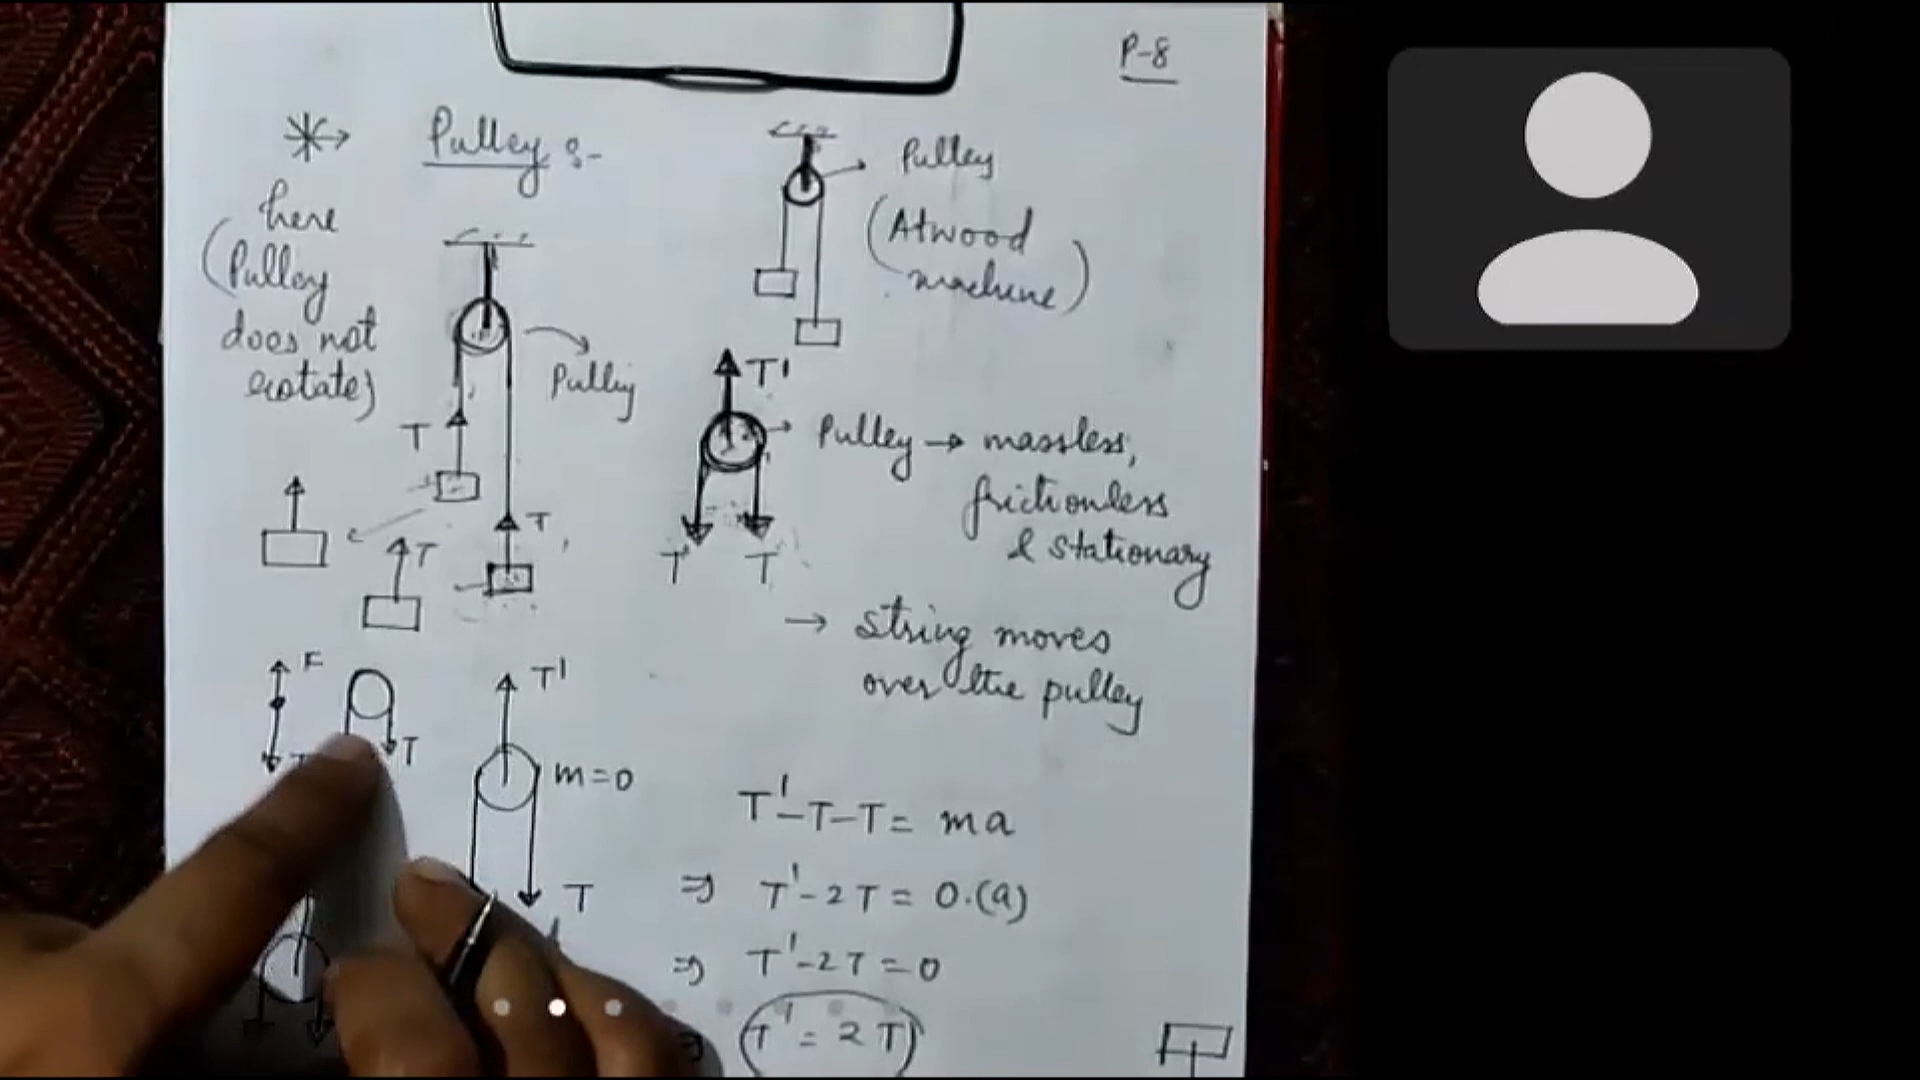 P-8
Pulley :-
here
(Pulley
does not
rotate)
Pulley
T
T
T
Pulley
(Atwood
machine)
T'
T
T
Pulley → massless,
frictionless
& stationary
→ String moves
over the pulley
F
T
T
T'
m=0
T
T'-T-T= ma
⇒ T'-2T= 0.(a)
⇒ T'-2T=0
T' = 2T